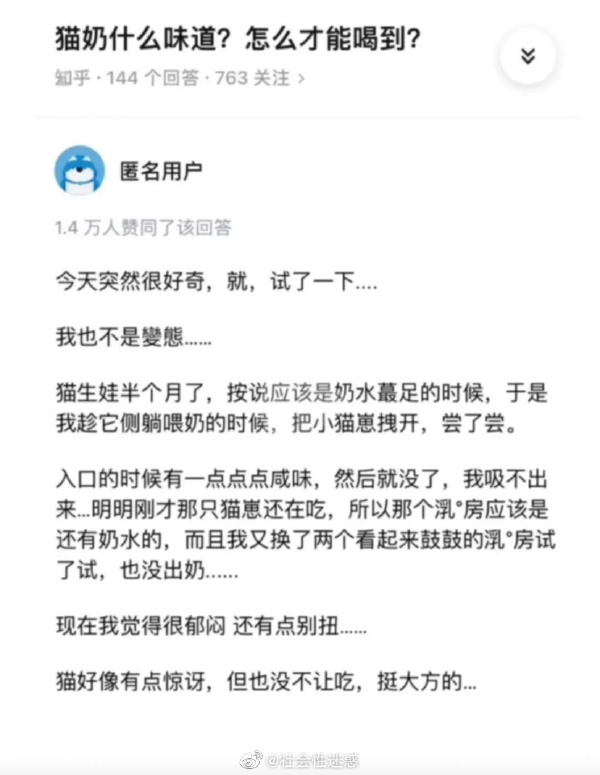 猫奶什么味道？怎么才能喝到？
知乎 · 144 个回答 · 763 关注 >
匿名用户
1.4 万人赞同了该回答
今天突然很好奇，就，试了一下....
我也不是變態......
猫生娃半个月了，按说应该是奶水蕞足的时候，于是
我趁它侧躺喂奶的时候，把小猫崽拽开，尝了尝。
入口的时候有一点点点咸味，然后就没了，我吸不出
来...明明刚才那只猫崽还在吃，所以那个乳°房应该是
还有奶水的，而且我又换了两个看起来鼓鼓的乳°房试
了试，也没出奶......
现在我觉得很郁闷 还有点别扭......
猫好像有点惊讶，但也没不让吃，挺大方的...
@社会性迷惑